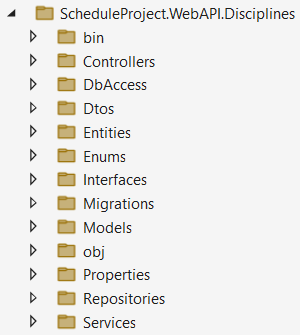 ScheduleProject.WebAPI.Disciplines
bin
Controllers
DbAccess
Dtos
Entities
Enums
Interfaces
Migrations
Models
obj
Properties
Repositories
Services